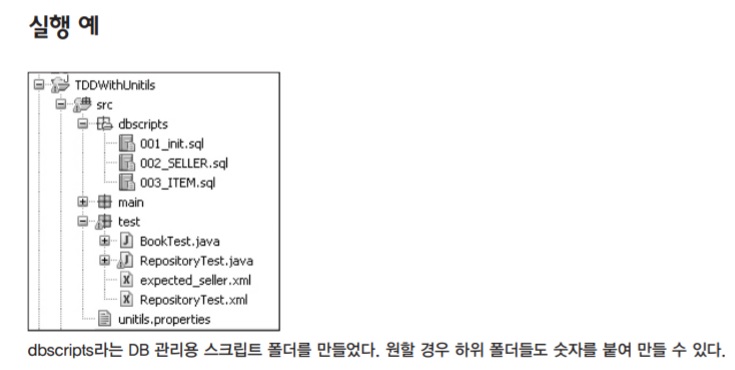 실행 예
TDDWithUnitils
src
dbscripts
001_init.sql
002_SELLER.sql
003_ITEM.sql
main
test
BookTest.java
RepositoryTest.java
expected_seller.xml
RepositoryTest.xml
unitils.properties
dbscripts라는 DB 관리용 스크립트 폴더를 만들었다. 원할 경우 하위 폴더들도 숫자를 붙여 만들 수 있다.